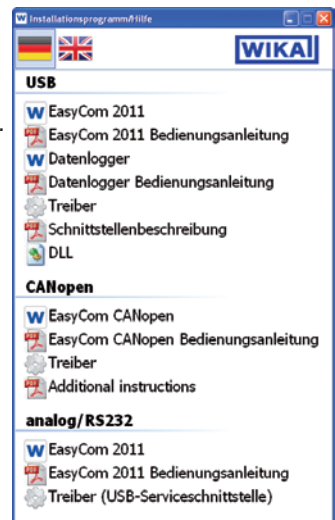 Installationsprogramm/Hilfe
WIKA
USB
EasyCom 2011
EasyCom 2011 Bedienungsanleitung
Datenlogger
Datenlogger Bedienungsanleitung
Treiber
Schnittstellenbeschreibung
DLL
CANopen
EasyCom CANopen
EasyCom CANopen Bedienungsanleitung
Treiber
Additional instructions
analog/RS232
EasyCom 2011
EasyCom 2011 Bedienungsanleitung
Treiber (USB-Serviceschnittstelle)